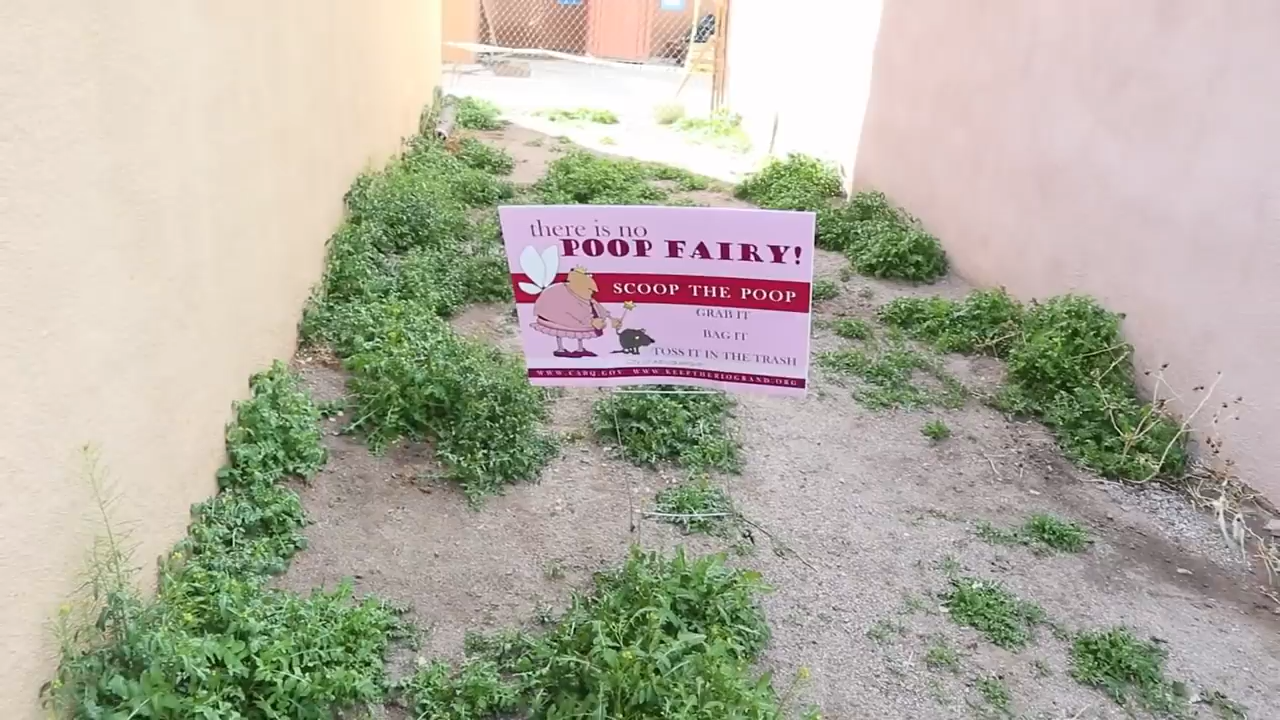 there is no
POOP FAIRY!
SCOOP THE POOP
GRAB IT
BAG IT
TOSS IT IN THE TRASH
WWW.CABQ.GOV WWW.KEEPTHERIOGRAND.ORG